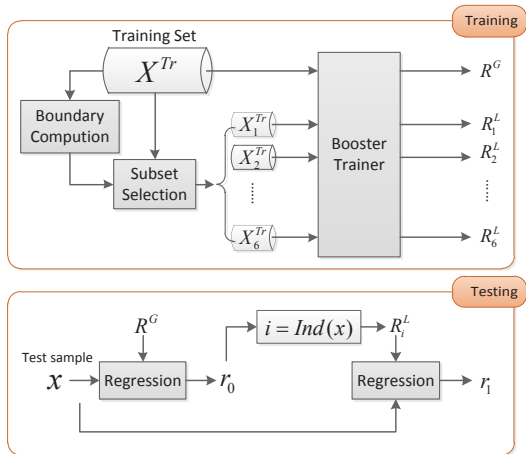 Training
Training Set
X^{Tr}
R^G
Boundary
Compution
Booster
Trainer
X_1^{Tr}
R_1^L
X_2^{Tr}
R_2^L
Subset
Selection
......
......
X_6^{Tr}
R_6^L
Testing
R^G
i = Ind(x)
R_i^L
Test sample
x
Regression
r_0
Regression
r_1